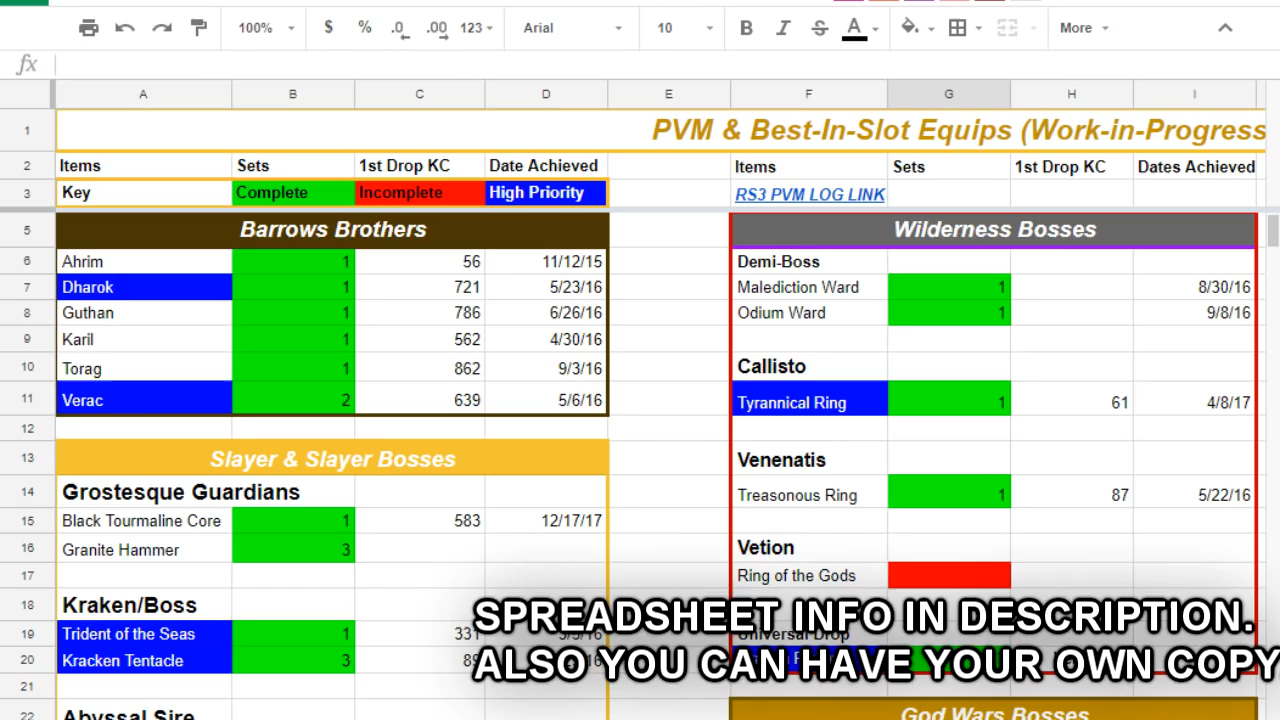 100% $ % .0 .00 123 Arial 10 B I S A More
fx
A B C D E F G H I
1 PVM & Best-In-Slot Equips (Work-in-Progress
2 Items Sets 1st Drop KC Date Achieved Items Sets 1st Drop KC Dates Achieved
3 Key Complete Incomplete High Priority RS3 PVM LOG LINK
5 Barrows Brothers Wilderness Bosses
6 Ahrim 1 56 11/12/15 Demi-Boss
7 Dharok 1 721 5/23/16 Malediction Ward 1 8/30/16
8 Guthan 1 786 6/26/16 Odium Ward 1 9/8/16
9 Karil 1 562 4/30/16
10 Torag 1 862 9/3/16 Callisto
11 Verac 2 639 5/6/16 Tyrannical Ring 1 61 4/8/17
12
13 Slayer & Slayer Bosses Venenatis
14 Grostesque Guardians Treasonous Ring 1 87 5/22/16
15 Black Tourmaline Core 1 583 12/17/17
16 Granite Hammer 3 Vetion
17 Ring of the Gods
18 Kraken/Boss
SPREADSHEET INFO IN DESCRIPTION.
19 Trident of the Seas 1 331 Universal Drop
20 Kracken Tentacle 3
ALSO YOU CAN HAVE YOUR OWN COPY
21
22 Abyssal Sire God Wars Bosses